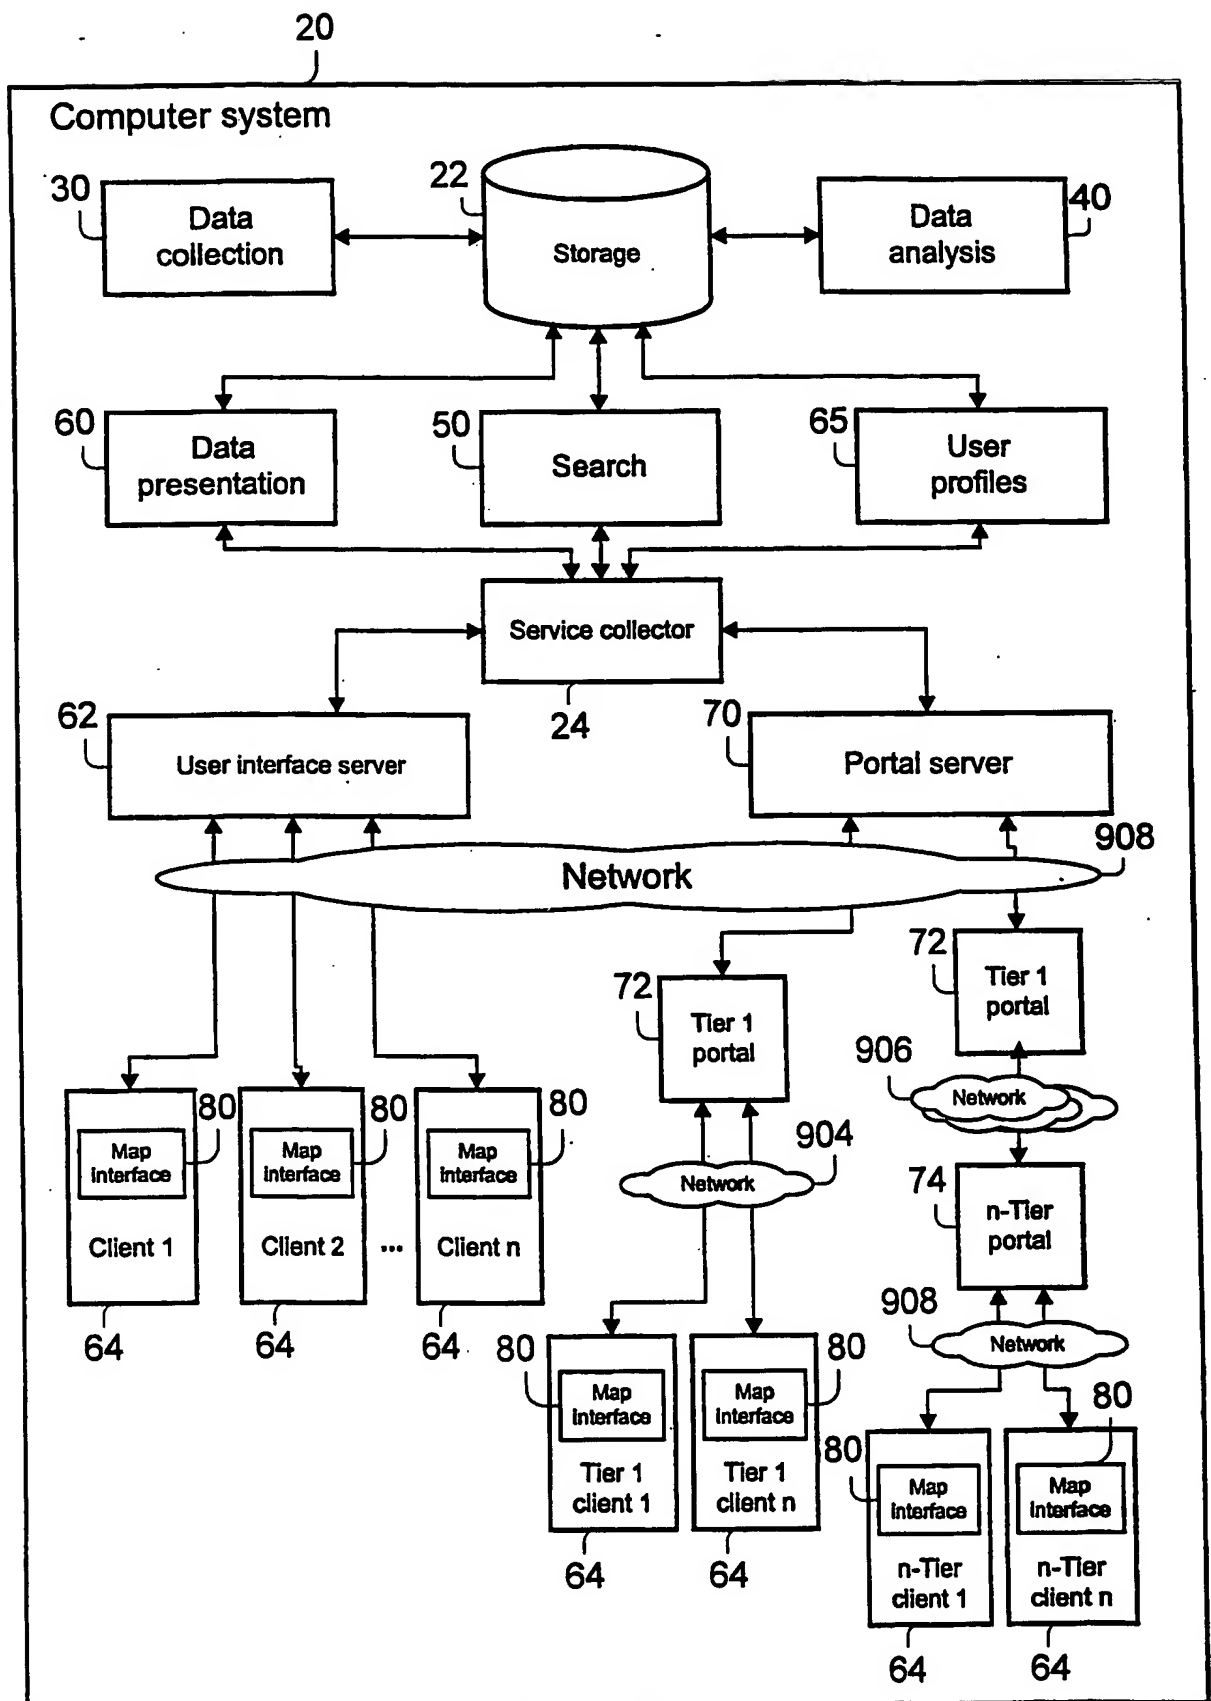 20
Computer system
30
Data
collection
22
Storage
Data
analysis
40
60
Data
presentation
50
Search
65
User
profiles
Service collector
24
62
User interface server
70
Portal server
908
Network
72
Tier 1
portal
72
Tier 1
portal
906
Network
904
Network
74
n-Tier
portal
908
Network
80
Map
interface
Client 1
64
80
Map
interface
Client 2
64
...
80
Map
interface
Client n
64
80
Map
interface
Tier 1
client 1
64
80
Map
interface
Tier 1
client n
64
80
Map
interface
n-Tier
client 1
64
80
Map
interface
n-Tier
client n
64